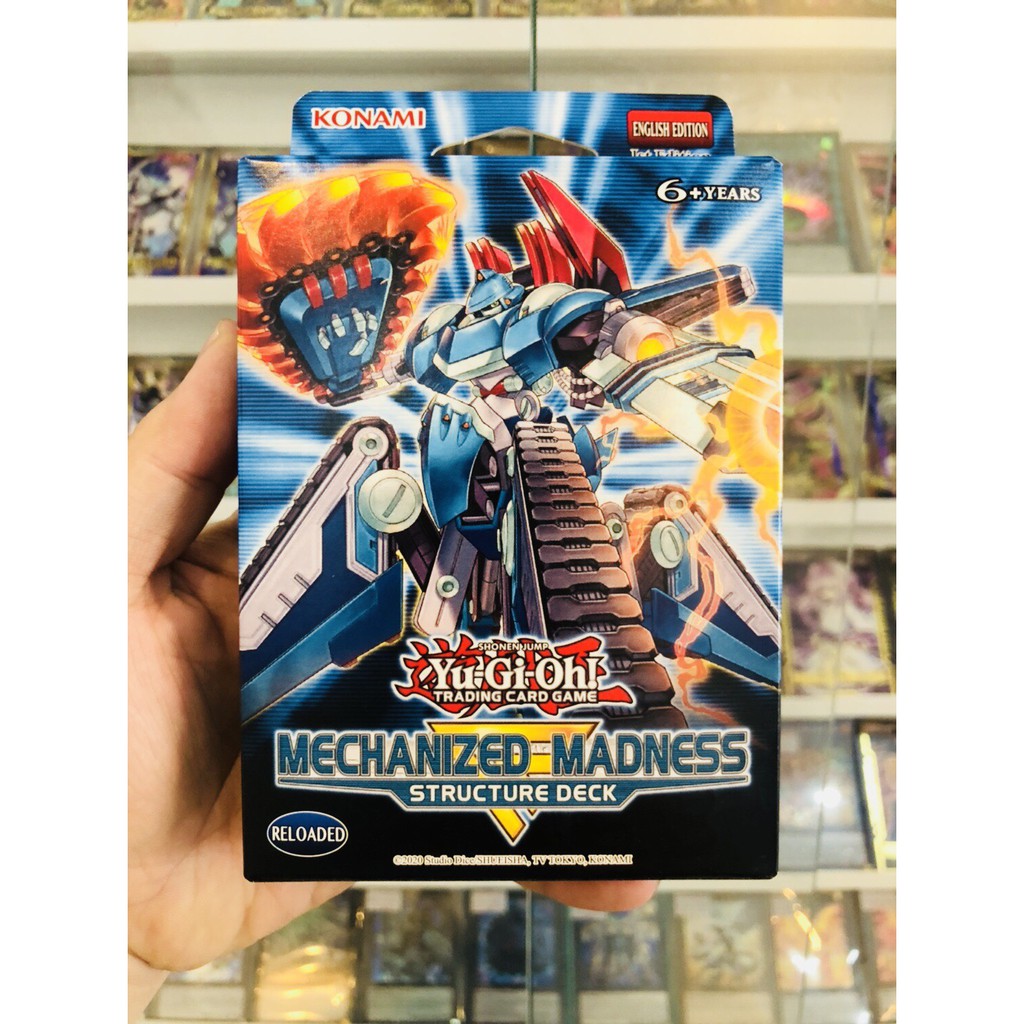 KONAMI
ENGLISH EDITION
6+ YEARS
SHONEN JUMP
Yu-Gi-Oh!
TRADING CARD GAME
MECHANIZED MADNESS
STRUCTURE DECK
RELOADED
©2020 Studio Dice/SHUEISHA, TV TOKYO, KONAMI